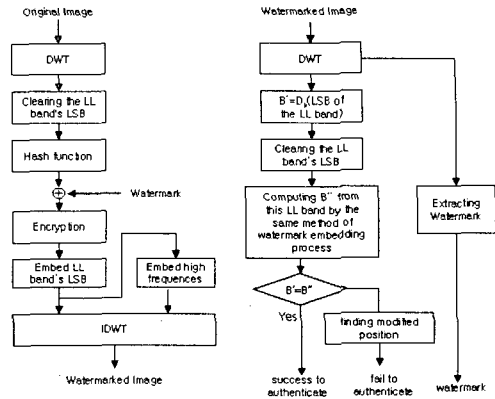 Original Image
DWT
Clearing the LL
band's LSB
Hash function
Watermark
Encryption
Embed LL
band's LSB
Embed high
frequences
IDWT
Watermarked Image
Watermarked Image
DWT
B'=Dₚ(LSB of
the LL band)
Clearing the LL
band's LSB
Computing B'' from
this LL band by the
same method of
watermark embedding
process
Extracting
Watermark
B'=B''
Yes
finding modified
position
success to
authenticate
fail to
authenticate
watermark